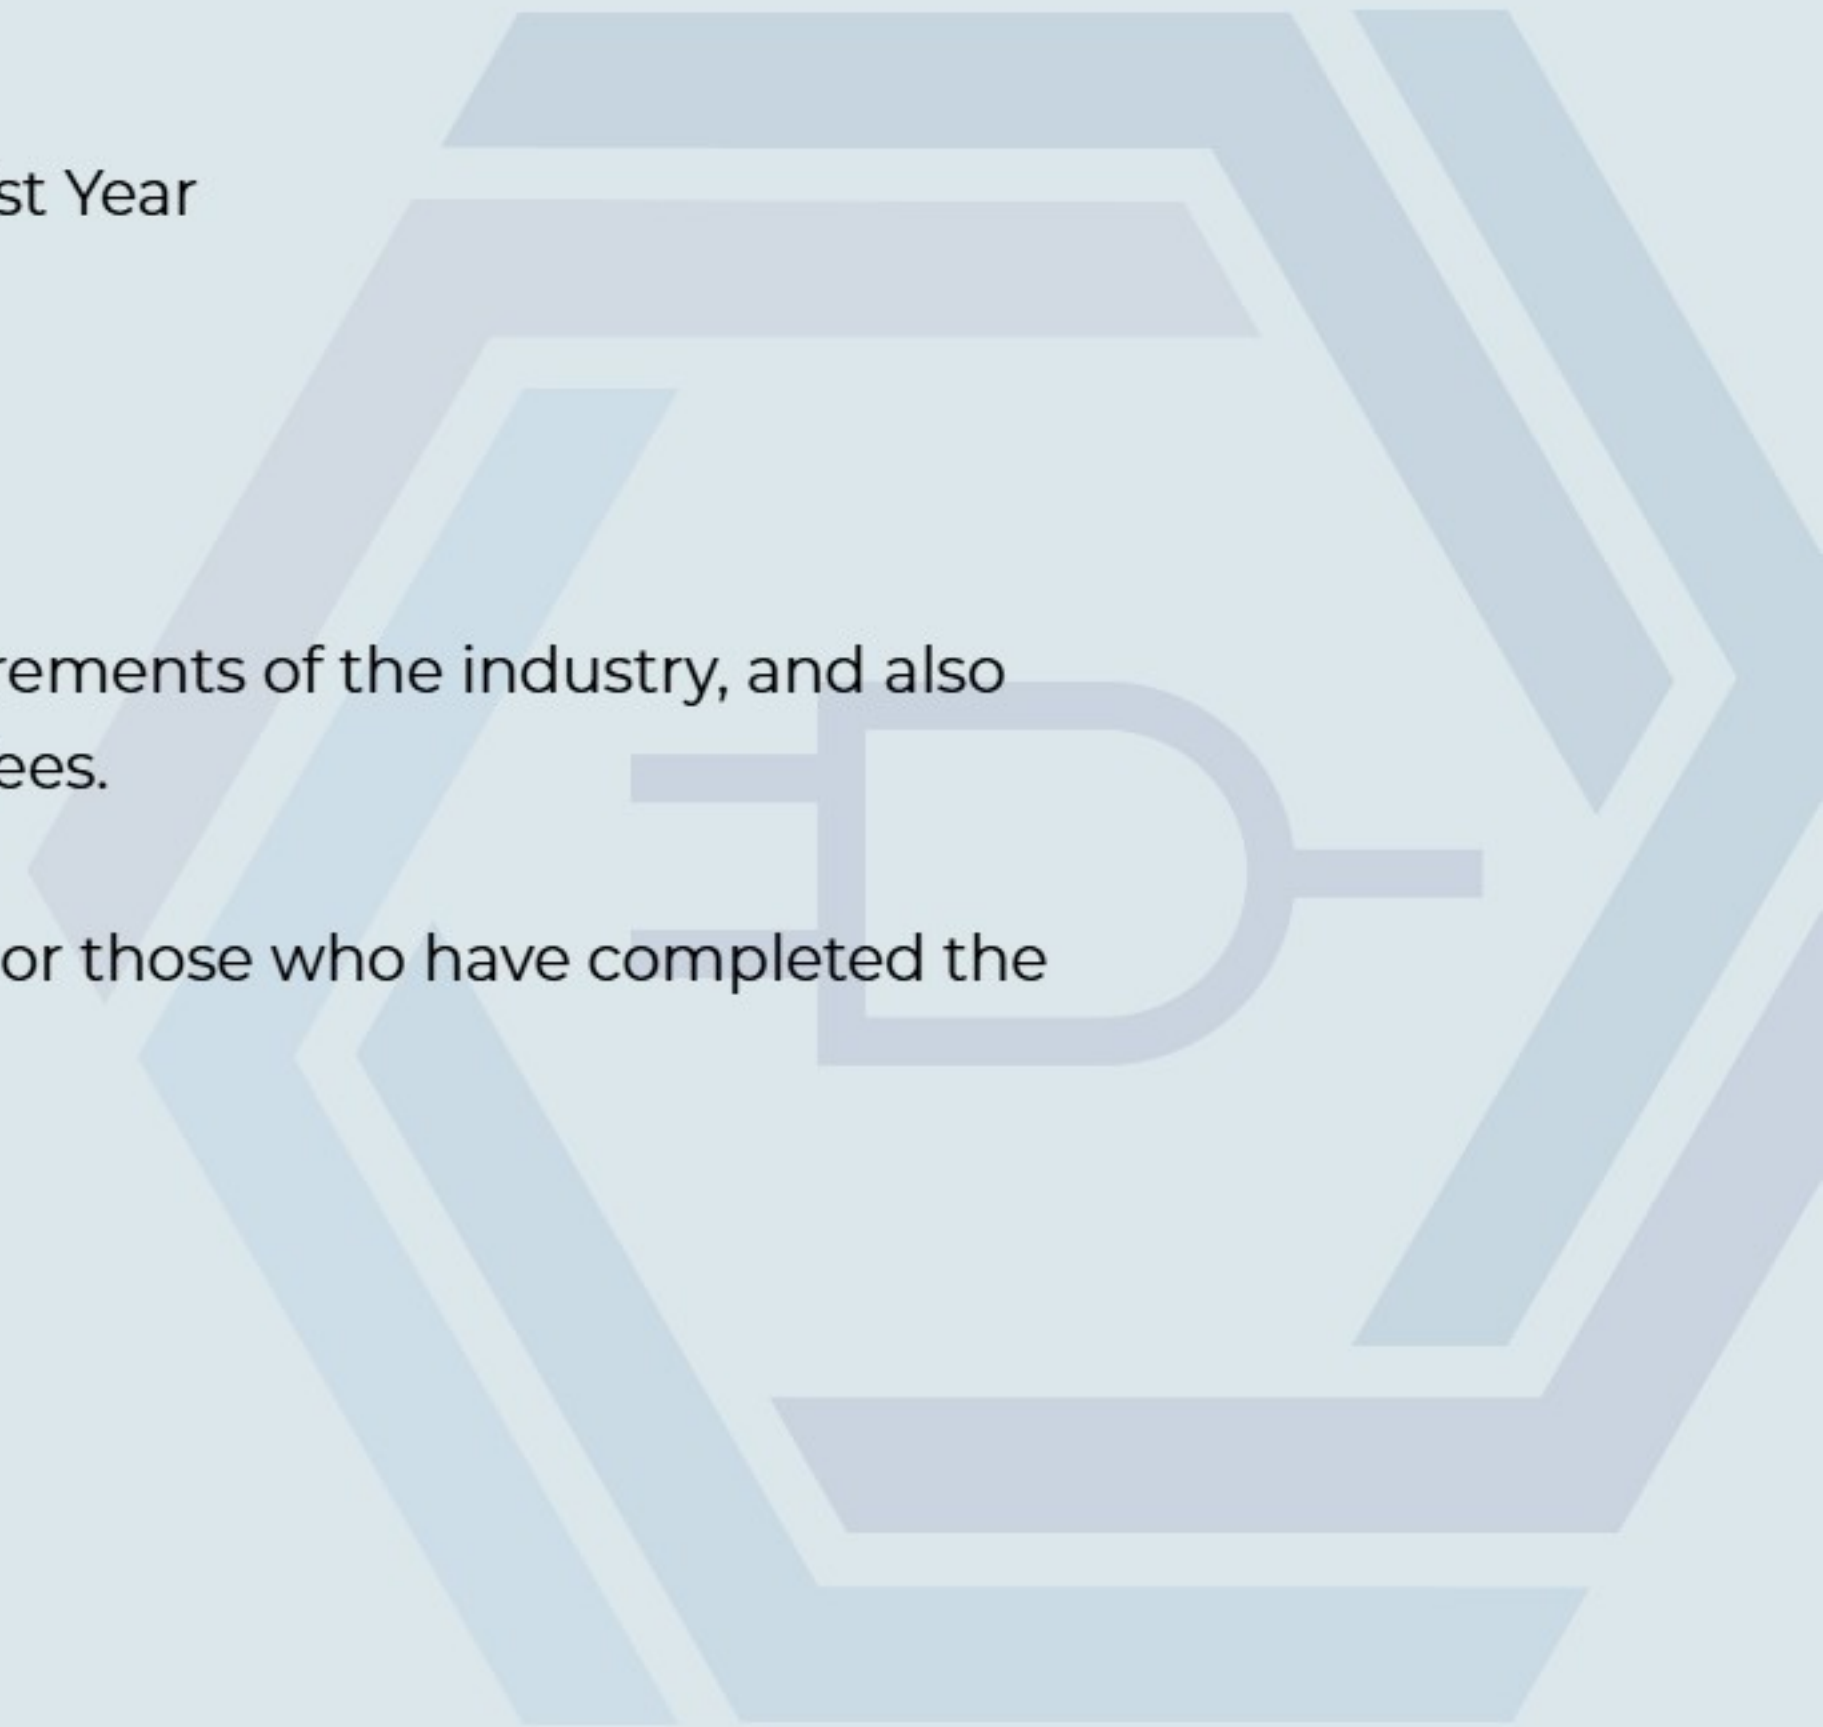 st Year
rements of the industry, and also
ees.
or those who have completed the